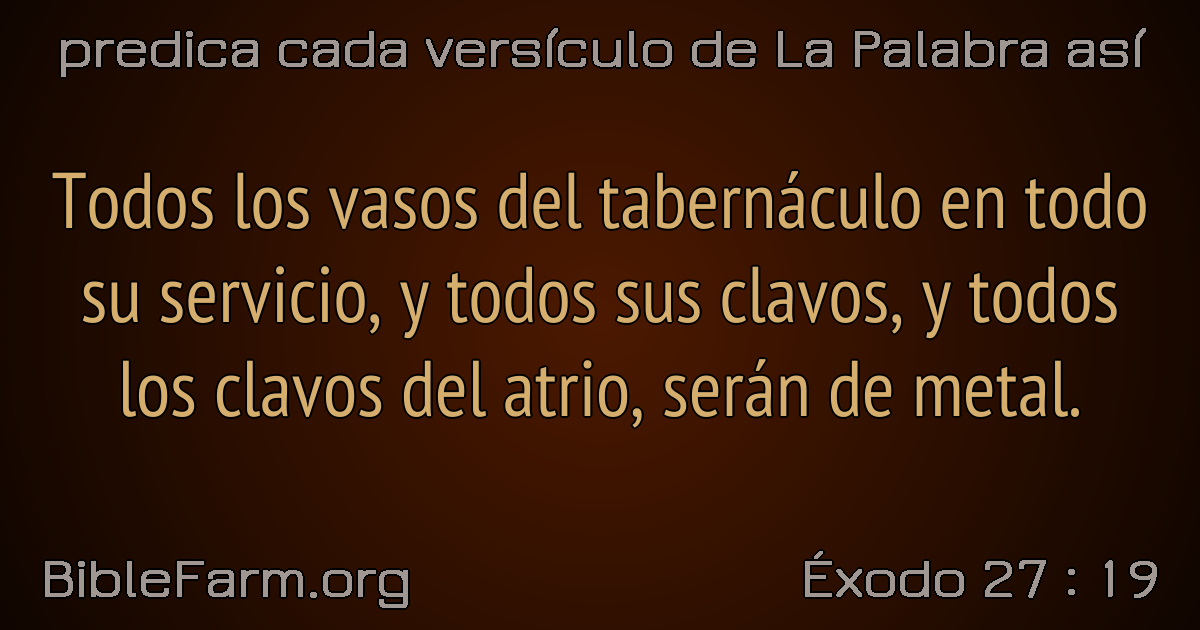 predica cada versículo de La Palabra así
Todos los vasos del tabernáculo en todo
su servicio, y todos sus clavos, y todos
los clavos del atrio, serán de metal.
BibleFarm.org
Éxodo 27 : 19